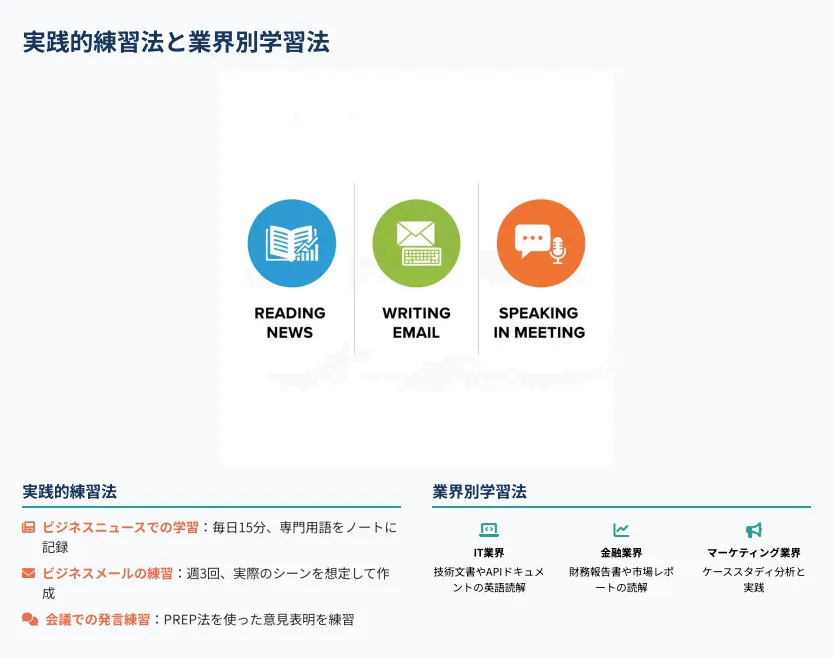 実践的練習法と業界別学習法
READING
NEWS
WRITING
EMAIL
SPEAKING
IN MEETING
実践的練習法
ビジネスニュースでの学習：毎日15分、専門用語をノートに
記録
ビジネスメールの練習：週3回、実際のシーンを想定して作
成
会議での発言練習：PREP法を使った意見表明を練習
業界別学習法
IT業界
技術文書やAPIドキュメ
ントの英語読解
金融業界
財務報告書や市場レポ
ートの読解
マーケティング業界
ケーススタディ分析と
実践